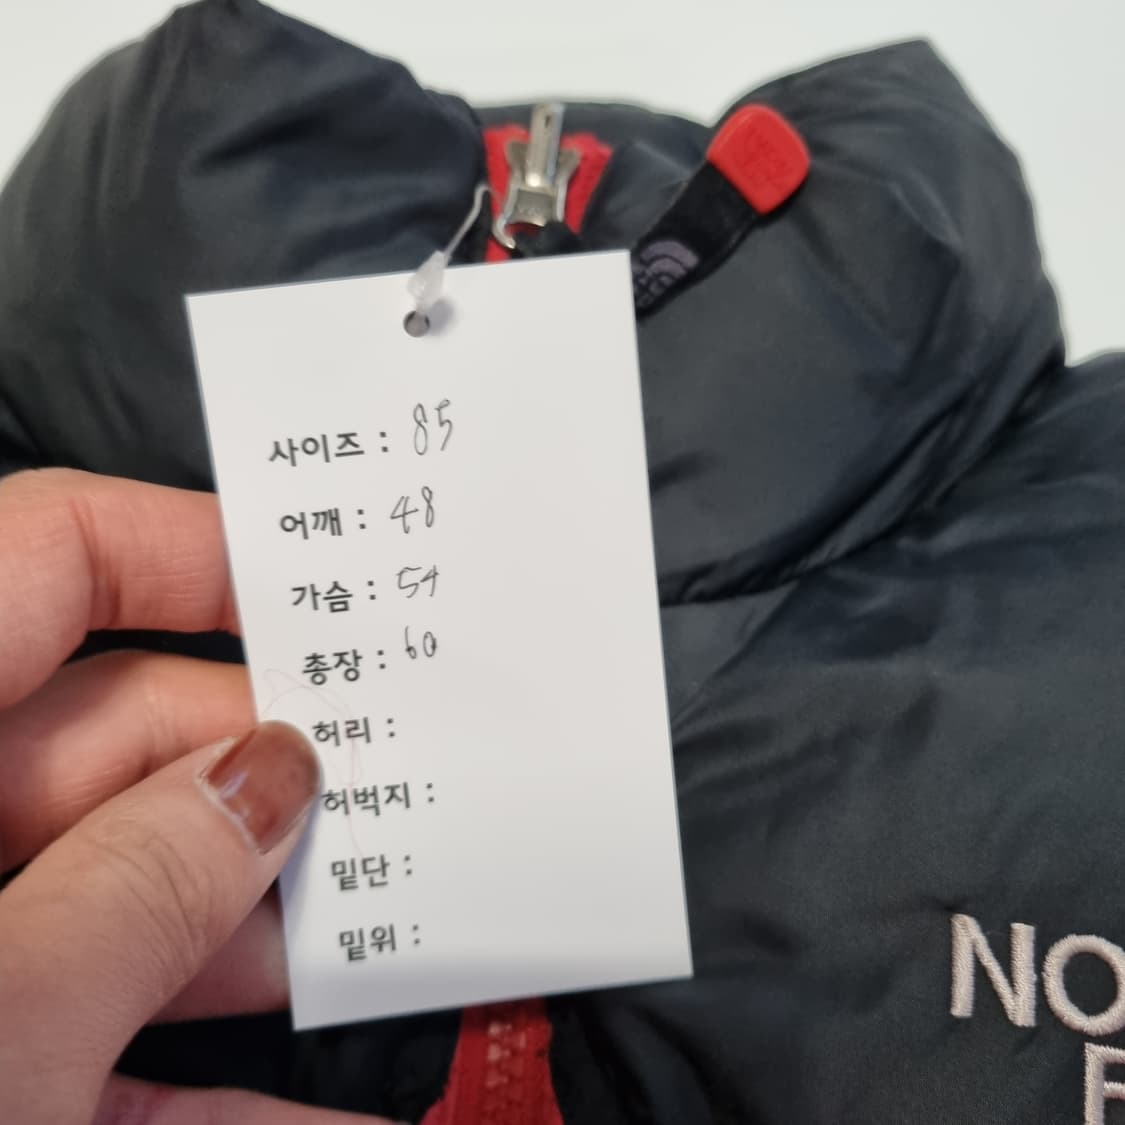 사이즈 : 85
어깨 : 48
가슴 : 54
총장 : 60
허리 :
허벅지 :
밑단 :
밑위 :
NO
F